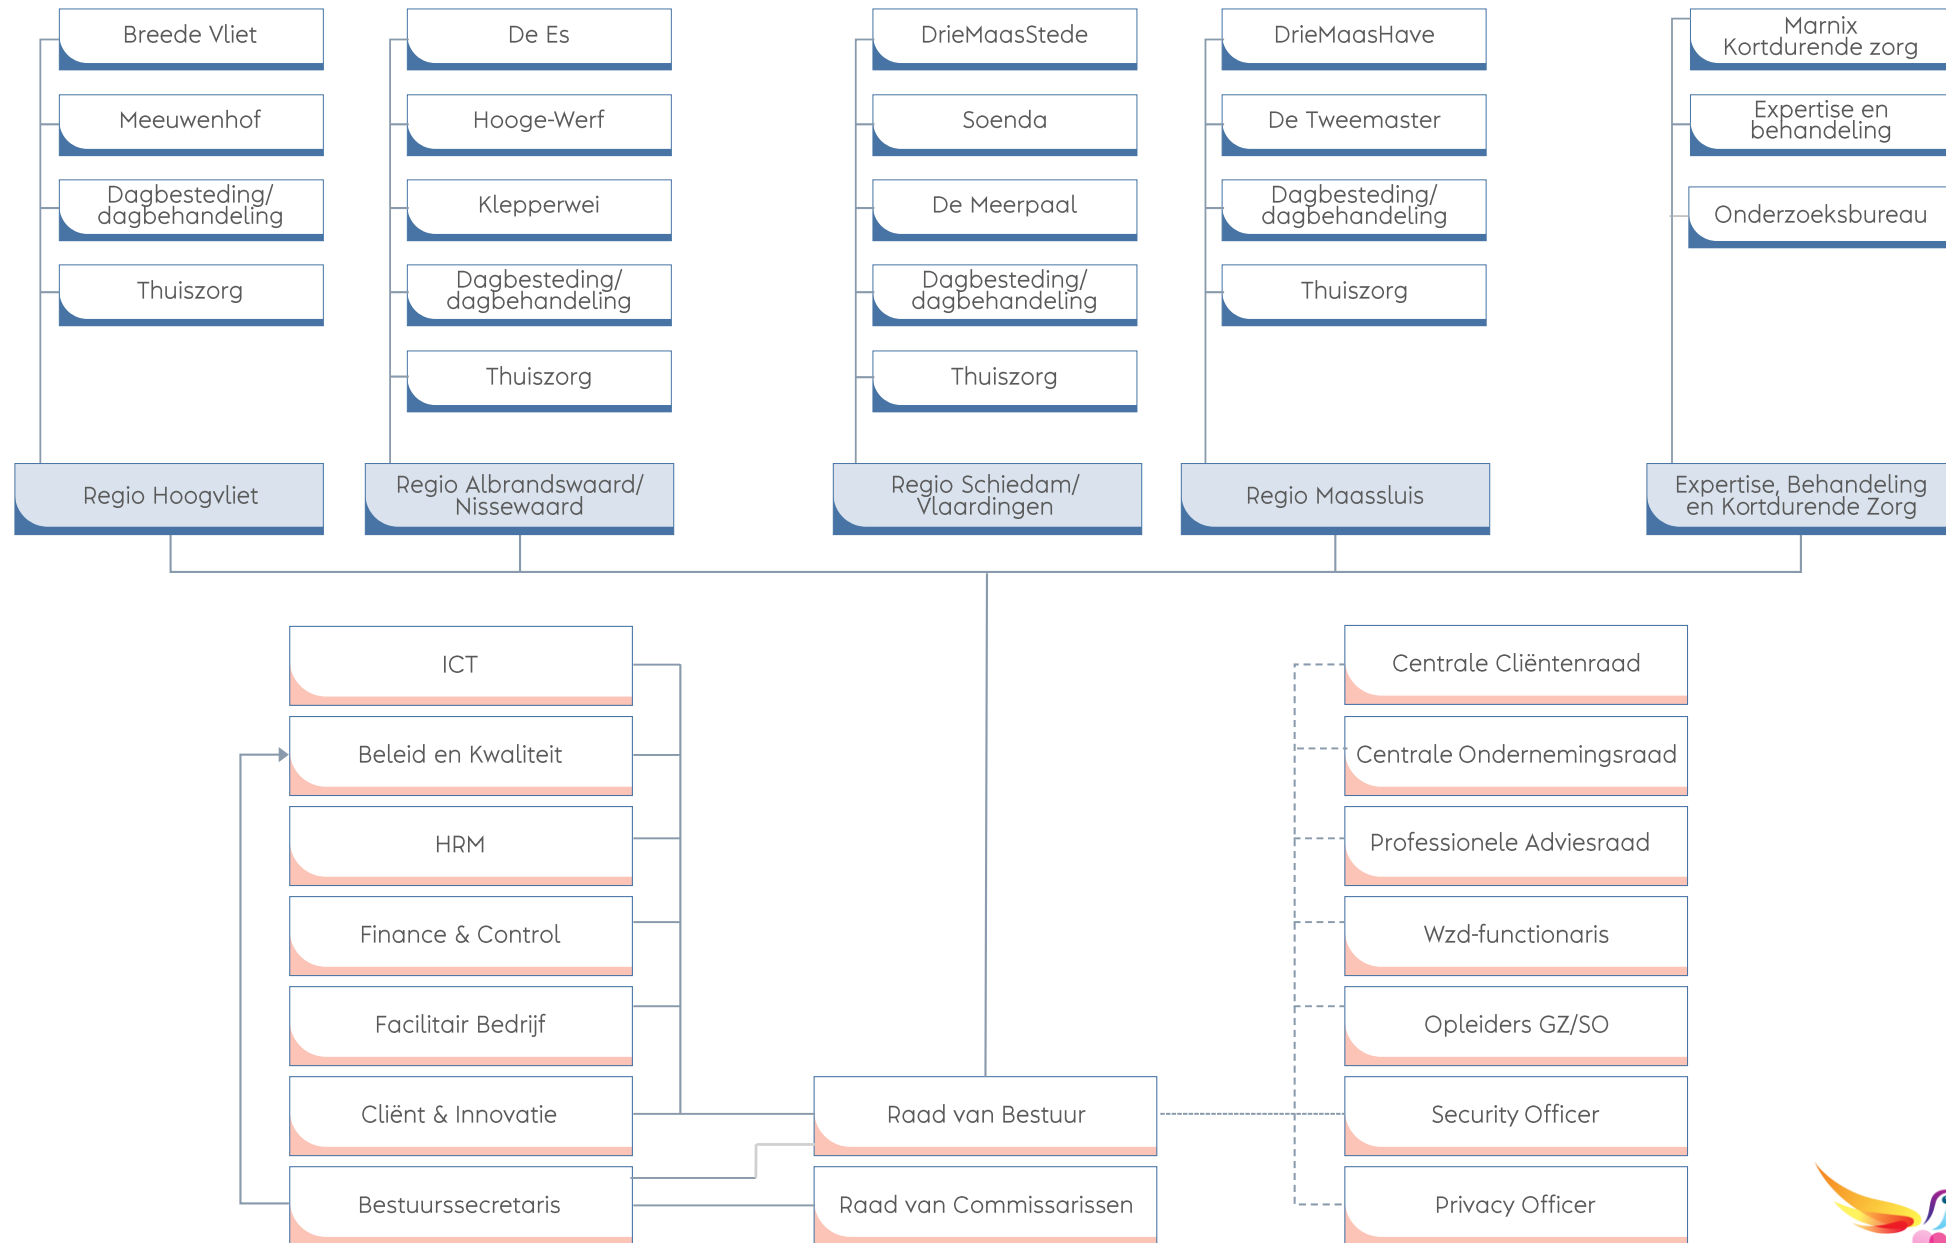 Breede Vliet
Meeuwenhof
Dagbesteding/
dagbehandeling
Thuiszorg
Regio Hoogvliet
De Es
Hooge-Werf
Klepperwei
Dagbesteding/
dagbehandeling
Thuiszorg
Regio Albrandswaard/
Nissewaard
DrieMaasStede
Soenda
De Meerpaal
Dagbesteding/
dagbehandeling
Thuiszorg
Regio Schiedam/
Vlaardingen
DrieMaasHave
De Tweemaster
Dagbesteding/
dagbehandeling
Thuiszorg
Regio Maassluis
Marnix
Kortdurende zorg
Expertise en
behandeling
Onderzoeksbureau
Expertise, Behandeling
en Kortdurende Zorg
ICT
Beleid en Kwaliteit
HRM
Finance & Control
Facilitair Bedrijf
Cliënt & Innovatie
Bestuurssecretaris
Raad van Bestuur
Raad van Commissarissen
Centrale Cliëntenraad
Centrale Ondernemingsraad
Professionele Adviesraad
Wzd-functionaris
Opleiders GZ/SO
Security Officer
Privacy Officer